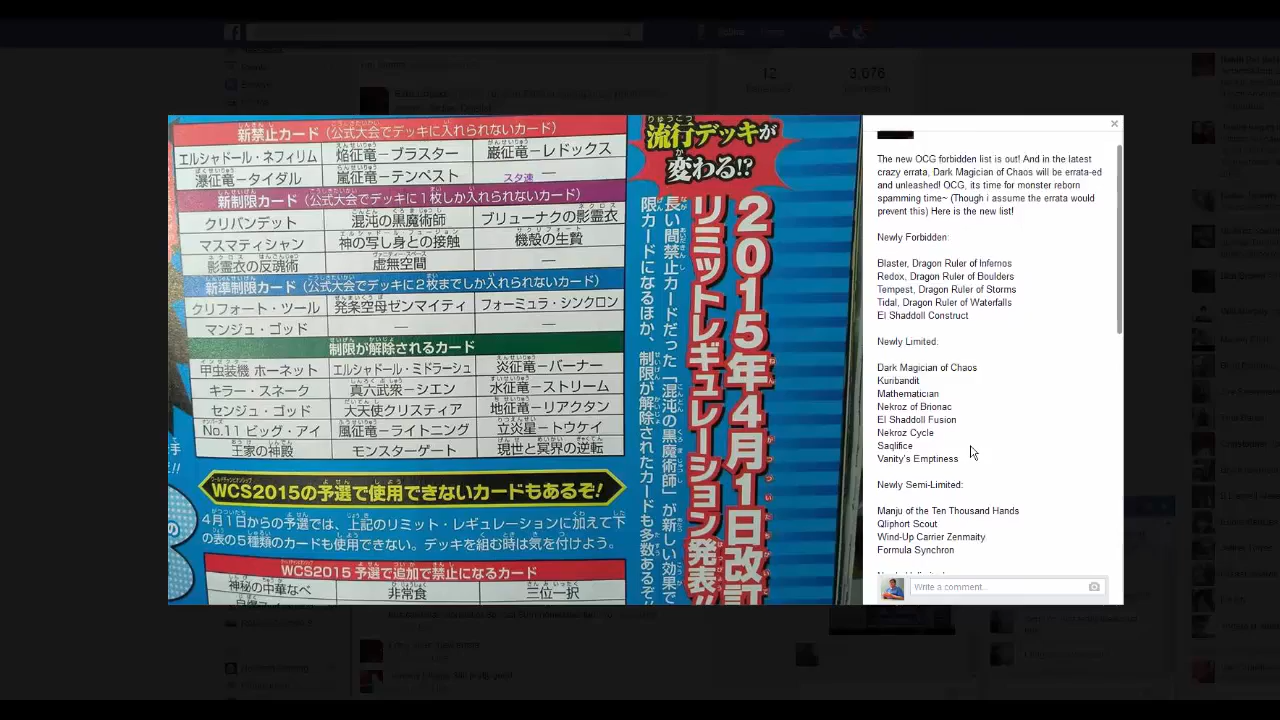 12
3,076
新禁止カード(公式大会でデッキに入れられないカード)
エルシャドール・ネフィリム 焔征竜－ブラスター 巌征竜－レドックス
瀑征竜－タイダル 嵐征竜－テンペスト スタ速 ―
新制限カード(公式大会でデッキに1枚しか入れられないカード)
クリバンデット 混沌の黒魔術師 ブリューナクの影霊衣
マスマティシャン 神の写し身との接触 機殻の生贄
影霊衣の反魂術 虚無空間 ―
新準制限カード(公式大会でデッキに2枚までしか入れられないカード)
クリフォート・ツール 発条空母ゼンマイティ フォーミュラ・シンクロン
マンジュ・ゴッド ― ―
制限が解除されるカード
甲虫装機 ホーネット エルシャドール・ミドラーシュ 炎征竜－バーナー
キラー・スネーク 真六武衆－シエン 水征竜－ストリーム
センジュ・ゴッド 大天使クリスティア 地征竜－リアクタン
No.11 ビッグ・アイ 風征竜－ライトニング 立炎星－トウケイ
王家の神殿 モンスターゲート 現世と冥界の逆転
WCS2015の予選で使用できないカードもあるぞ!
4月1日からの予選では、上記のリミット・レギュレーションに加えて下
の表の5種類のカードも使用できない。デッキを組む時は気を付けよう。
WCS2015 予選で追加で禁止になるカード
神秘の中華なべ 非常食 三位一択
流行デッキが
変わる!?
2015年4月1日改訂
リミットレギュレーション発表!!
長い間禁止カードだった「混沌の黒魔術師」が新しい効果で
限カードになるほか、制限が解除されたカードも多数あるぞ!!
The new OCG forbidden list is out! And in the latest
crazy errata, Dark Magician of Chaos will be errata-ed
and unleashed! OCG, its time for monster reborn
spamming time~ (Though i assume the errata would
prevent this) Here is the new list!
Newly Forbidden:
Blaster, Dragon Ruler of Infernos
Redox, Dragon Ruler of Boulders
Tempest, Dragon Ruler of Storms
Tidal, Dragon Ruler of Waterfalls
El Shaddoll Construct
Newly Limited:
Dark Magician of Chaos
Kuribandit
Mathematician
Nekroz of Brionac
El Shaddoll Fusion
Nekroz Cycle
Saqlifice
Vanity's Emptiness
Newly Semi-Limited:
Manju of the Ten Thousand Hands
Qliphort Scout
Wind-Up Carrier Zenmaity
Formula Synchron
Write a comment...